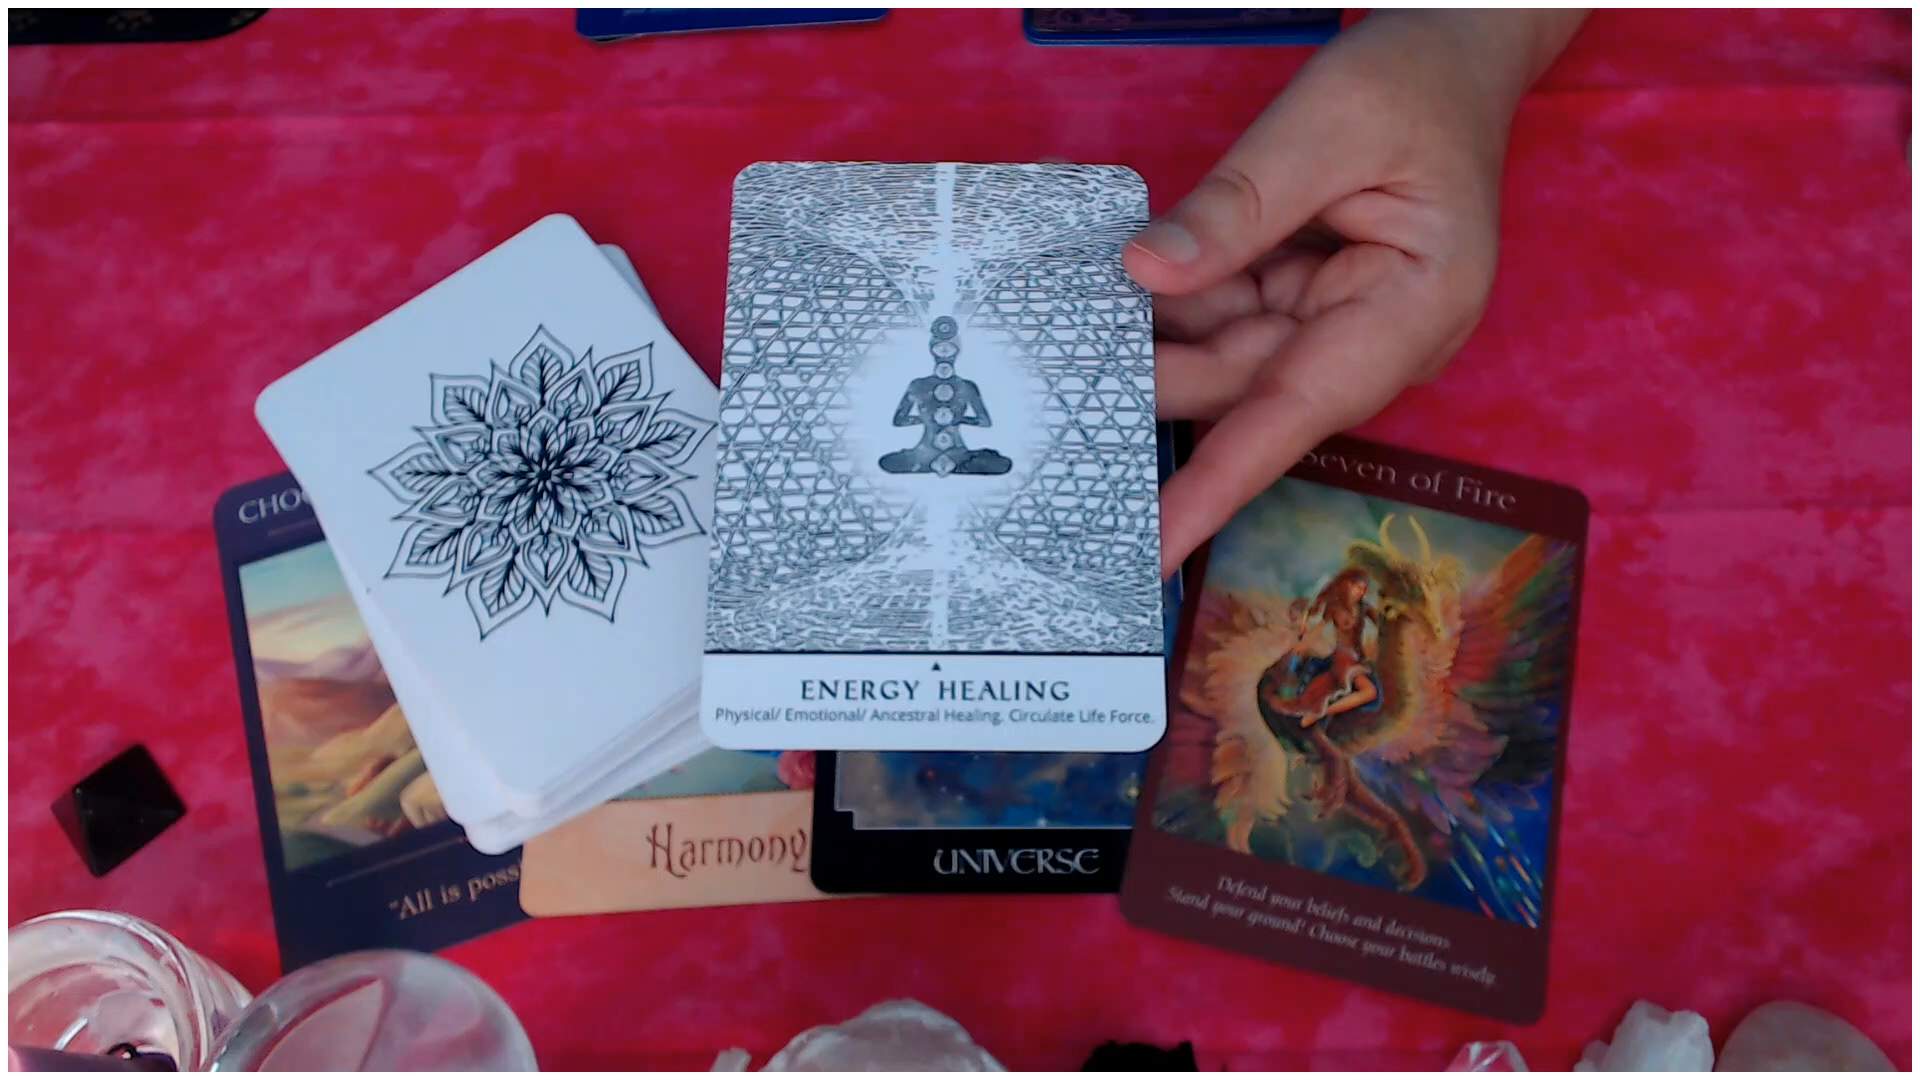 CHO
Seven of Fire
ENERGY HEALING
Physical/ Emotional/ Ancestral Healing. Circulate Life Force.
Harmony
UNIVERSE
"All is poss
Defend your beliefs and decisions
Stand your ground! Choose your battles wisely.